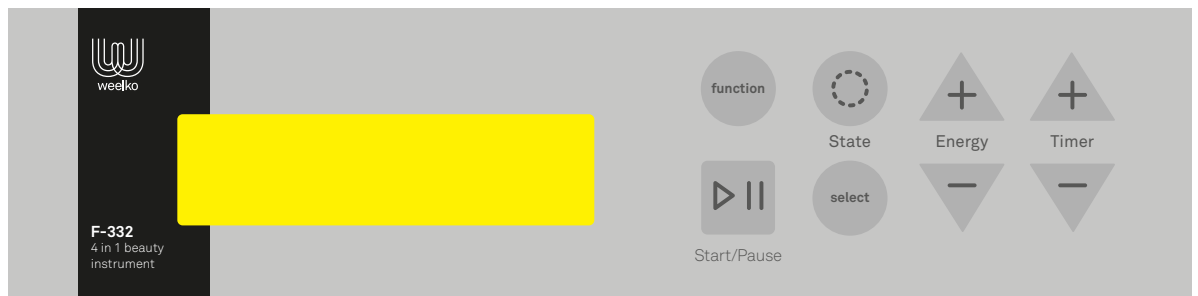 weelko
F-332
4 in 1 beauty
instrument
function
State
Energy
Timer
select
Start/Pause